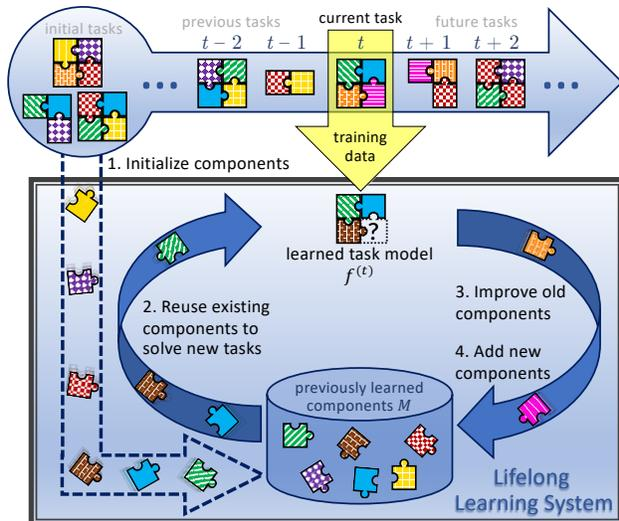 initial tasks
previous tasks
current task
future tasks
t − 2
t − 1
t
t + 1
t + 2
training
data
1. Initialize components
?
learned task model
f^(t)
2. Reuse existing
components to
solve new tasks
3. Improve old
components
4. Add new
components
previously learned
components M
Lifelong
Learning System